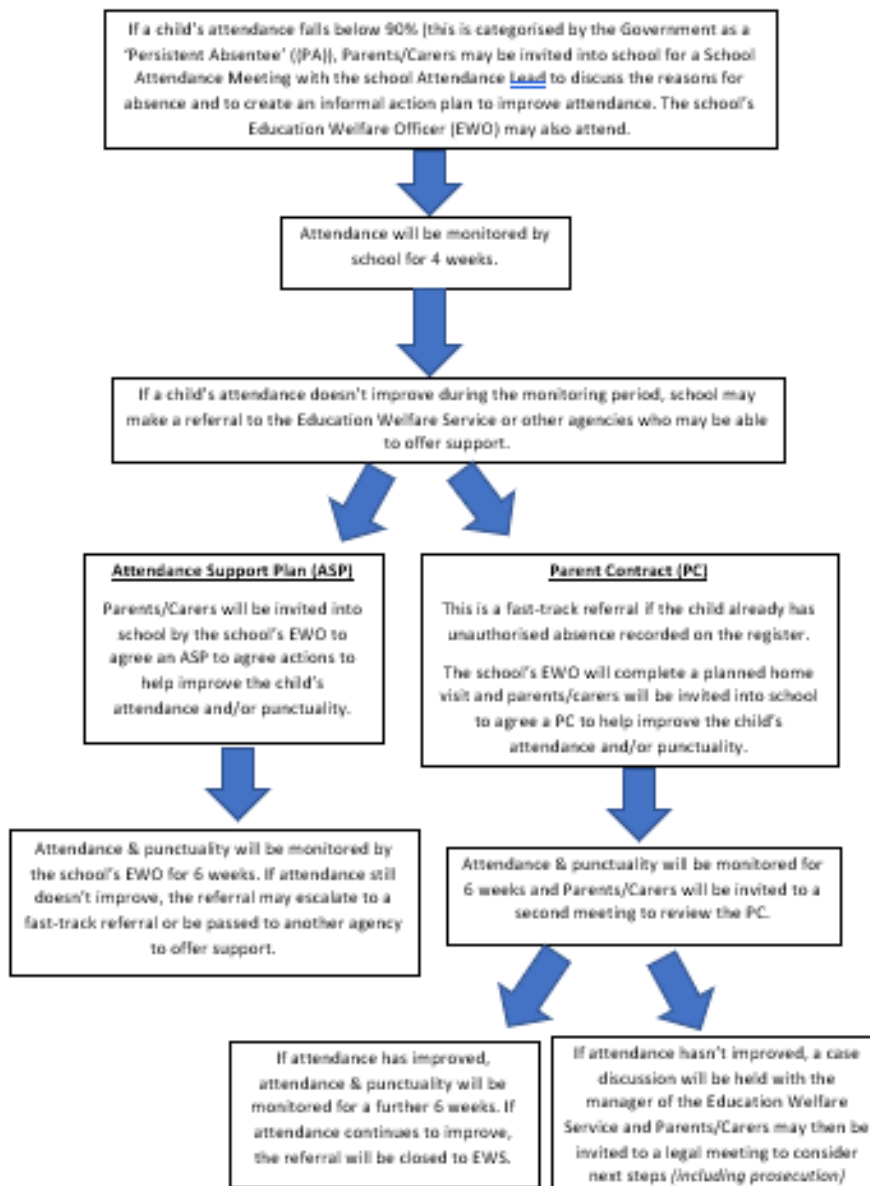 If a child's attendance falls below 90% (this is categorised by the Government as a
'Persistent Absentee' ((PA)), Parents/Carers may be invited into school for a School
Attendance Meeting with the school Attendance Lead to discuss the reasons for
absence and to create an informal action plan to improve attendance. The school's
Education Welfare Officer (EWO) may also attend.
Attendance will be monitored by
school for 4 weeks.
If a child's attendance doesn't improve during the monitoring period, school may
make a referral to the Education Welfare Service or other agencies who may be able
to offer support.
Attendance Support Plan (ASP)
Parents/Carers will be invited into
school by the school's EWO to
agree an ASP to agree actions to
help improve the child's
attendance and/or punctuality.
Parent Contract (PC)
This is a fast-track referral if the child already has
unauthorised absence recorded on the register.
The school's EWO will complete a planned home
visit and parents/carers will be invited into school
to agree a PC to help improve the child's
attendance and/or punctuality.
Attendance & punctuality will be monitored by
the school's EWO for 6 weeks. If attendance still
doesn't improve, the referral may escalate to a
fast-track referral or be passed to another agency
to offer support.
Attendance & punctuality will be monitored for
6 weeks and Parents/Carers will be invited to a
second meeting to review the PC.
If attendance has improved,
attendance & punctuality will be
monitored for a further 6 weeks. If
attendance continues to improve,
the referral will be closed to EWS.
If attendance hasn't improved, a case
discussion will be held with the
manager of the Education Welfare
Service and Parents/Carers may then be
invited to a legal meeting to consider
next steps (including prosecution)